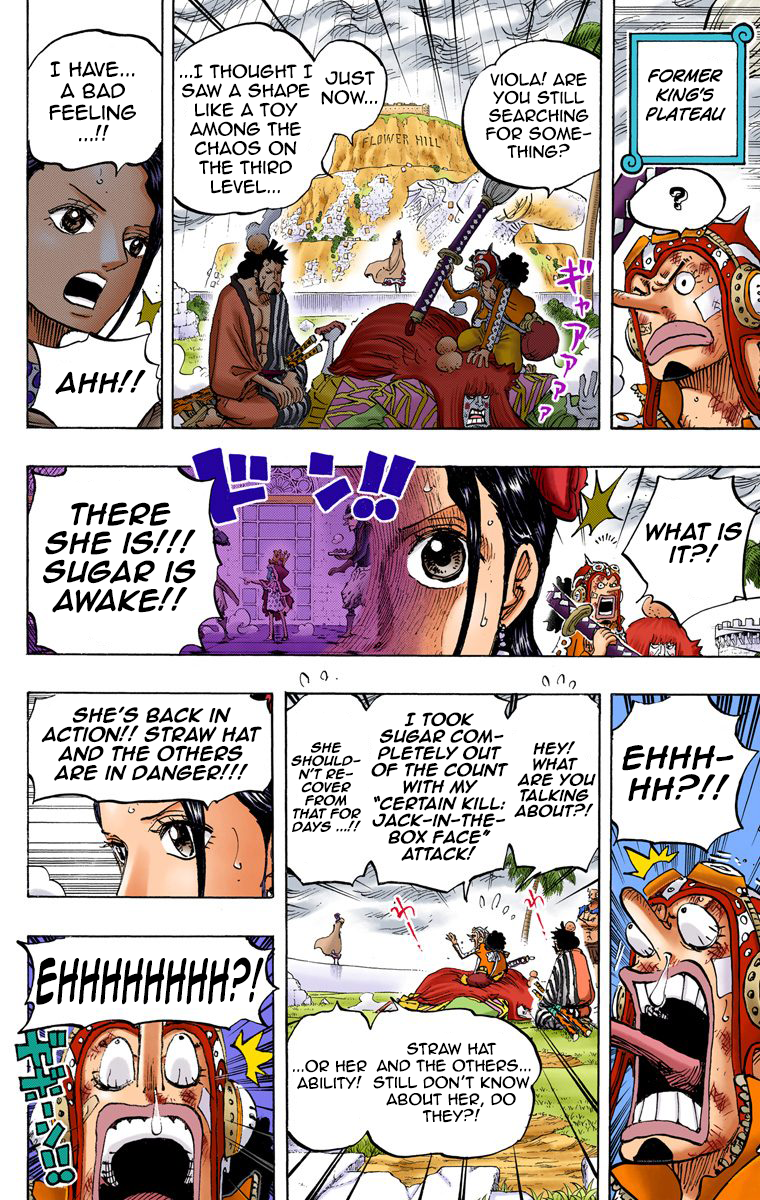 FORMER
KING'S
PLATEAU
?
VIOLA! ARE
YOU STILL
SEARCHING
FOR SOME-
THING?
JUST
NOW...
...I THOUGHT I
SAW A SHAPE
LIKE A TOY
AMONG THE
CHAOS ON
THE THIRD
LEVEL...
FLOWER HILL
ギャアアァァ
I HAVE...
A BAD
FEELING
...!!
AHH!!
WHAT IS
IT?!
ドン!!
THERE
SHE IS!!!
SUGAR IS
AWAKE!!
EHHH-
HH?!!
HEY!
WHAT
ARE YOU
TALKING
ABOUT?!
I TOOK
SUGAR COM-
PLETELY OUT
OF THE COUNT
WITH MY
"CERTAIN KILL:
JACK-IN-THE-
BOX FACE"
ATTACK!
SHE
SHOUL-
DN'T RE-
COVER
FROM
THAT FOR
DAYS ...!!
STRAW HAT
AND THE OTHERS...
STILL DON'T KNOW
ABOUT HER, DO
THEY?!
...OR HER
ABILITY!
SHE'S BACK IN
ACTION!! STRAW HAT
AND THE OTHERS
ARE IN DANGER!!!
EHHHHHHHH?!